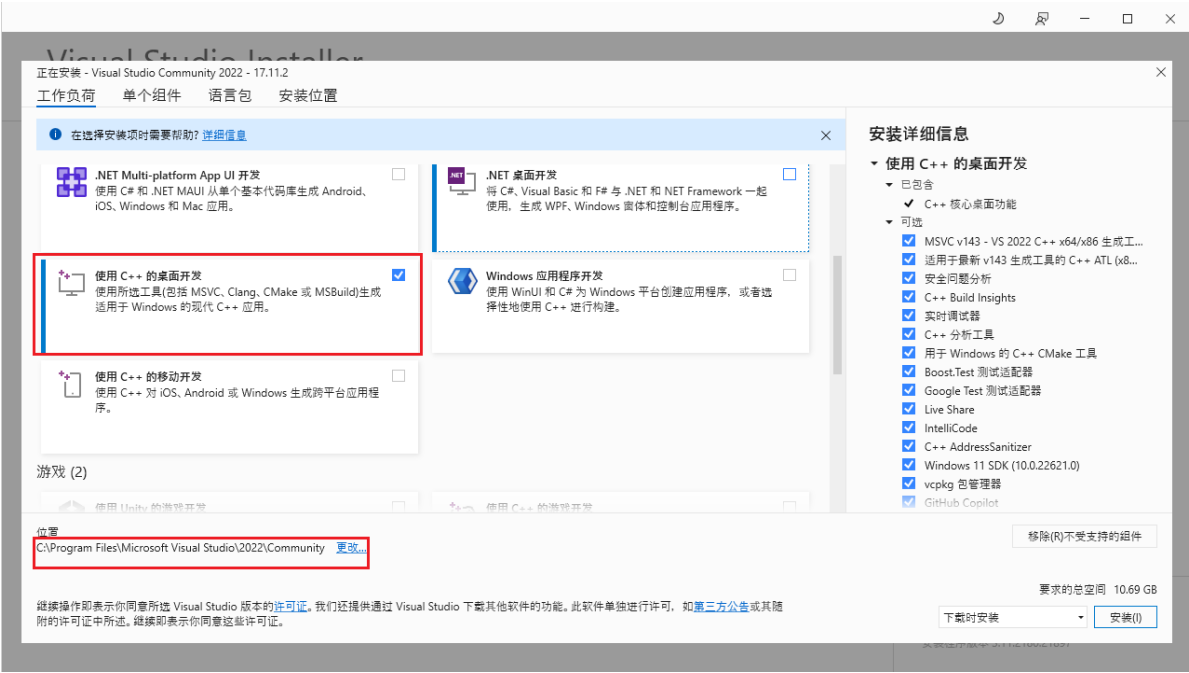 Visual Studio Installer
正在安装 - Visual Studio Community 2022 - 17.11.2
工作负荷 单个组件 语言包 安装位置
在选择安装项时需要帮助? 详细信息
.NET Multi-platform App UI 开发
使用 C# 和 .NET MAUI 从单个基本代码库生成 Android、
iOS、Windows 和 Mac 应用。
.NET
.NET 桌面开发
将 C#、Visual Basic 和 F# 与 .NET 和 NET Framework 一起
使用，生成 WPF、Windows 窗体和控制台应用程序。
使用 C++ 的桌面开发
使用所选工具(包括 MSVC、Clang、CMake 或 MSBuild)生成
适用于 Windows 的现代 C++ 应用。
Windows 应用程序开发
使用 WinUI 和 C# 为 Windows 平台创建应用程序，或者选
择性地使用 C++ 进行构建。
使用 C++ 的移动开发
使用 C++ 对 iOS、Android 或 Windows 生成跨平台应用程
序。
游戏 (2)
使用 Unity 的游戏开发
使用 C++ 的游戏开发
安装详细信息
使用 C++ 的桌面开发
已包含
C++ 核心桌面功能
可选
MSVC v143 - VS 2022 C++ x64/x86 生成工...
适用于最新 v143 生成工具的 C++ ATL (x8...
安全问题分析
C++ Build Insights
实时调试器
C++ 分析工具
用于 Windows 的 C++ CMake 工具
Boost.Test 测试适配器
Google Test 测试适配器
Live Share
IntelliCode
C++ AddressSanitizer
Windows 11 SDK (10.0.22621.0)
vcpkg 包管理器
GitHub Copilot
位置
C:\Program Files\Microsoft Visual Studio\2022\Community 更改...
移除(R)不受支持的组件
要求的总空间 10.69 GB
继续操作即表示你同意所选 Visual Studio 版本的许可证。我们还提供通过 Visual Studio 下载其他软件的功能。此软件单独进行许可，如第三方公告或其随
附的许可证中所述。继续即表示你同意这些许可证。
下载时安装 安装(I)